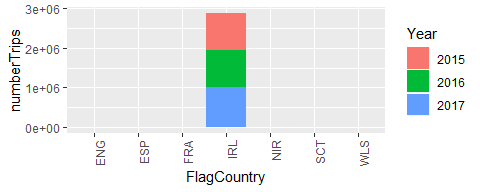 numberTrips
3e+06
2e+06
1e+06
0e+00
ENG
ESP
FRA
IRL
NIR
SCT
WLS
FlagCountry
Year
2015
2016
2017